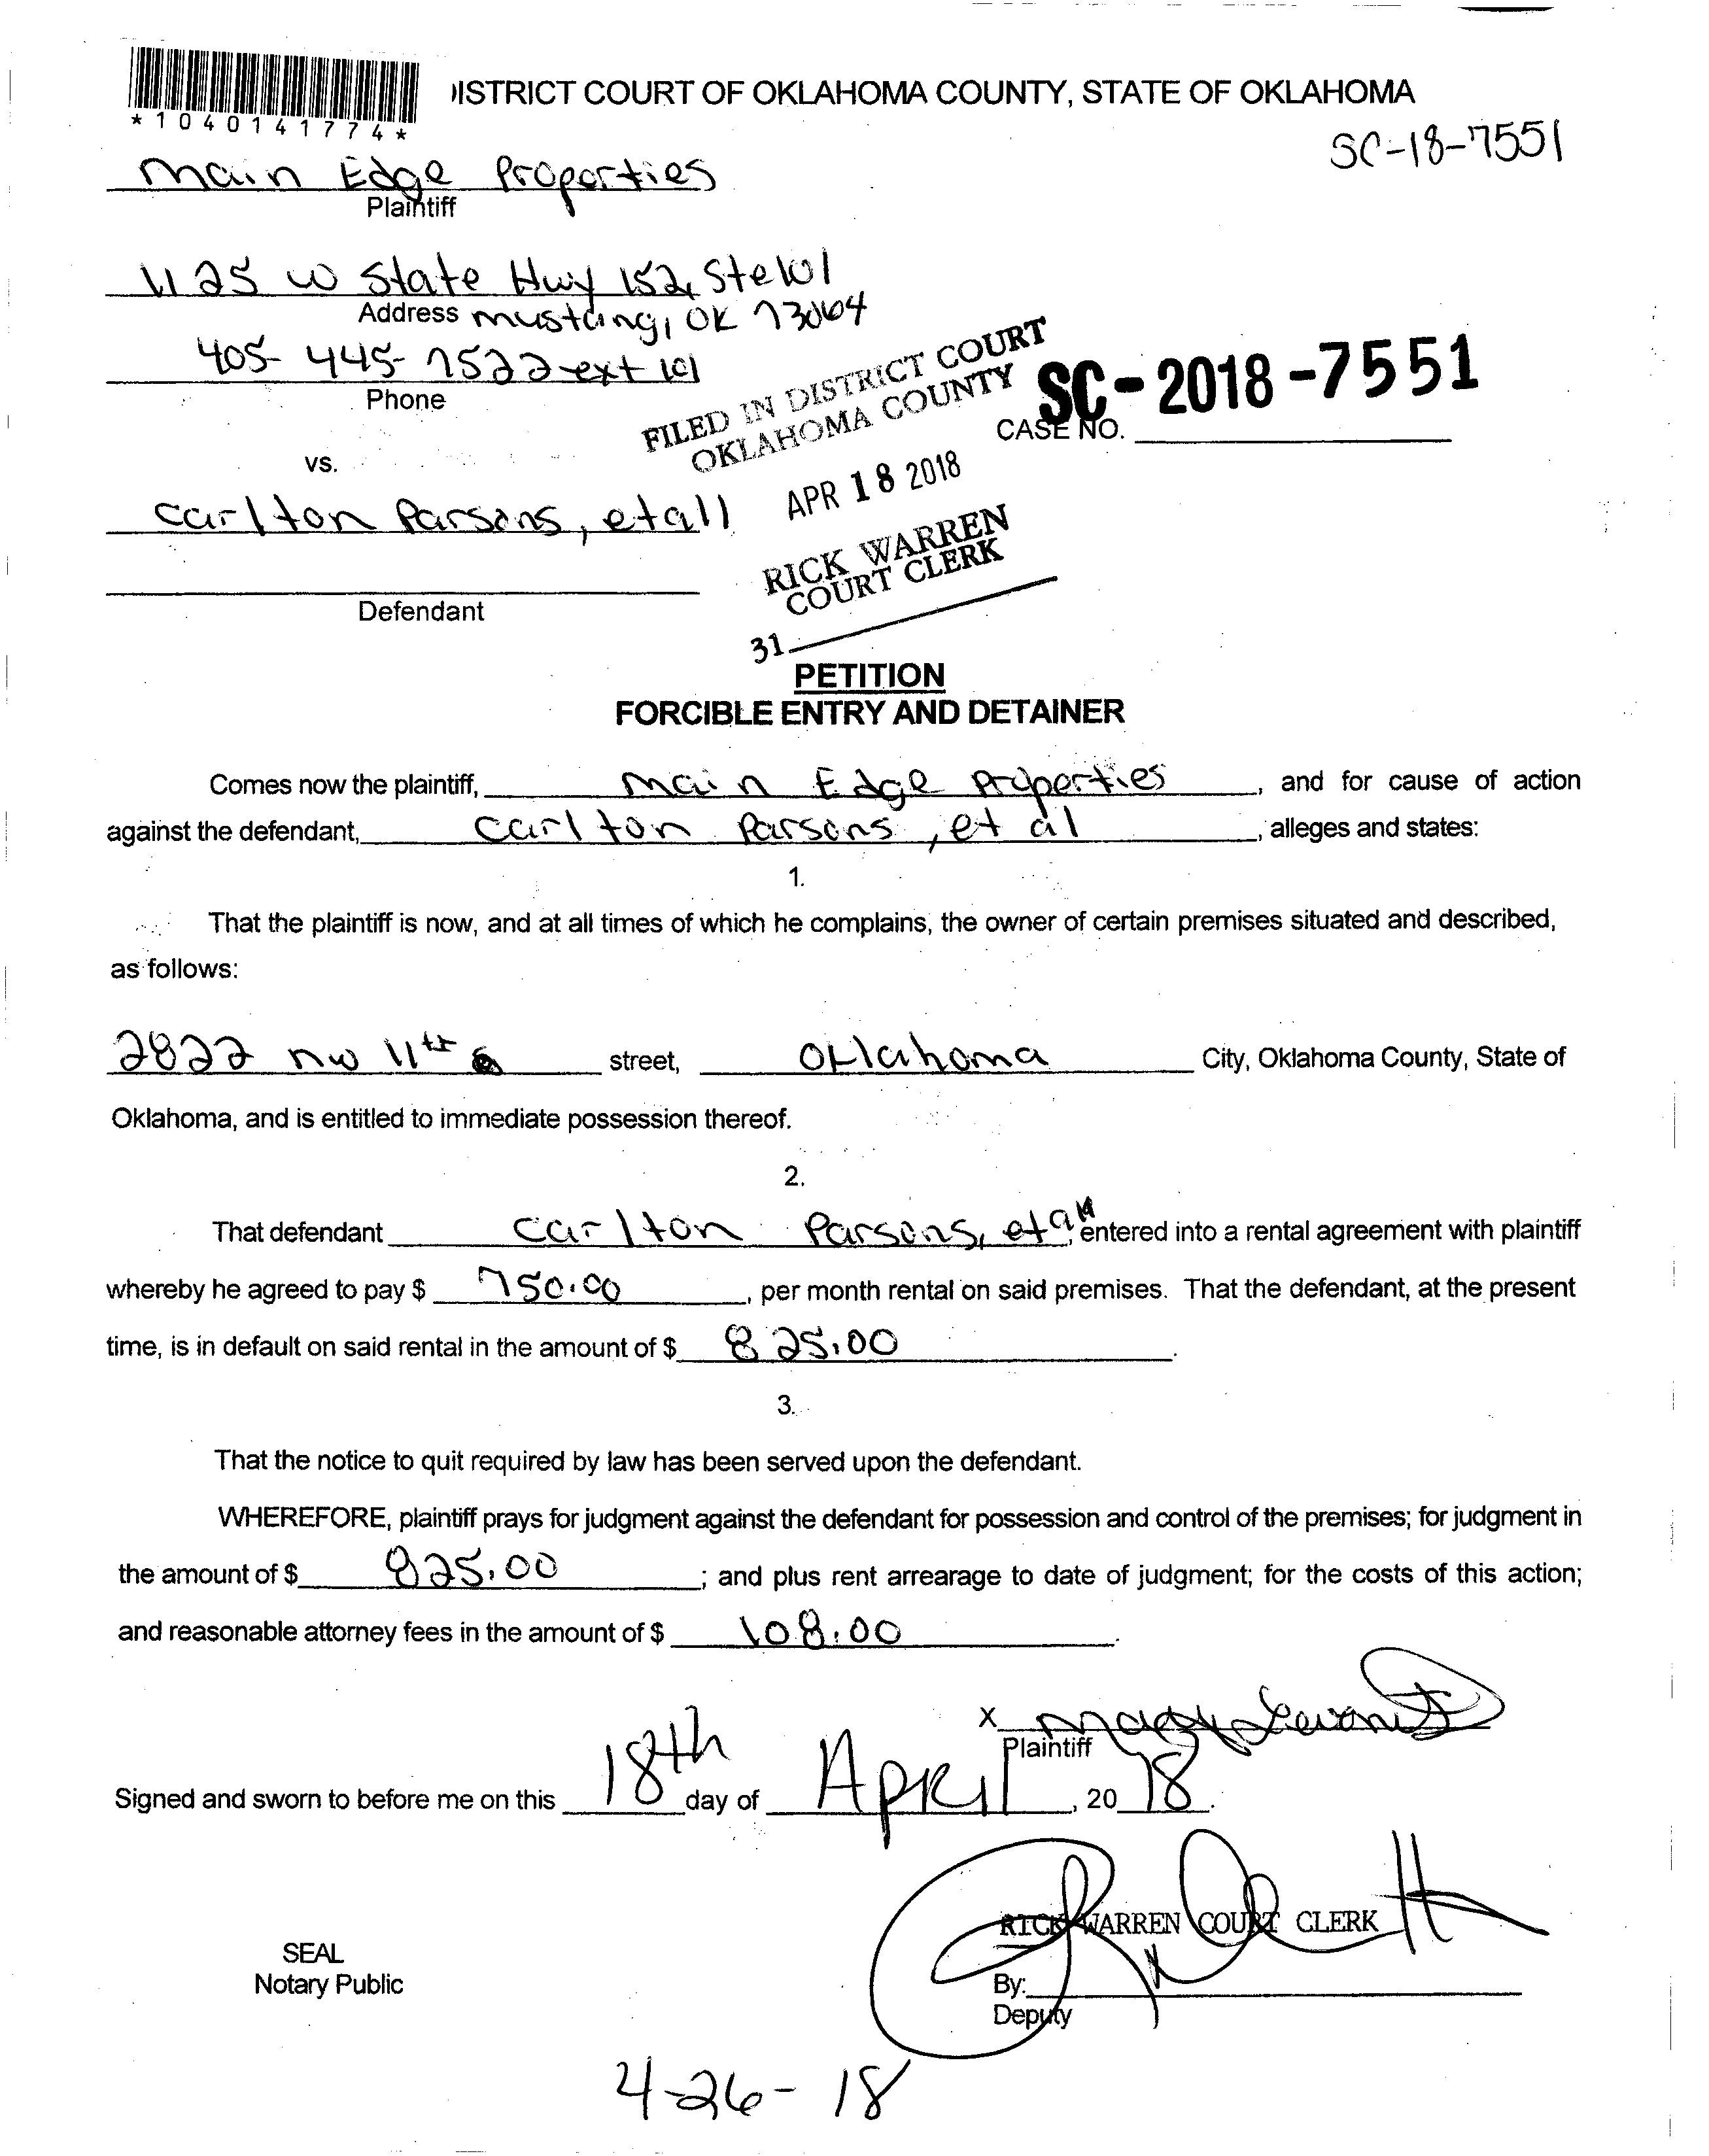 ISTRICT COURT OF OKLAHOMA COUNTY, STATE OF OKLAHOMA
*1040141774*
SC-18-7551
Main Edge Properties
Plaintiff
1125 W State Hwy 152, Ste 101
Address Mustang, OK 73064
405-445-7522 ext 101
Phone
FILED IN DISTRICT COURT
OKLAHOMA COUNTY
SC-2018-7551
CASE NO.
vs.
APR 18 2018
Carlton Parsons, etall
RICK WARREN
COURT CLERK
Defendant
31
PETITION
FORCIBLE ENTRY AND DETAINER
Comes now the plaintiff, Main Edge Properties, and for cause of action
against the defendant, Carlton Parsons, et al, alleges and states:
1.
That the plaintiff is now, and at all times of which he complains, the owner of certain premises situated and described,
as follows:
2822 NW 11th street, Oklahoma City, Oklahoma County, State of
Oklahoma, and is entitled to immediate possession thereof.
2.
That defendant Carlton Parsons, etal, entered into a rental agreement with plaintiff
whereby he agreed to pay $ 750.00, per month rental on said premises. That the defendant, at the present
time, is in default on said rental in the amount of $ 825.00.
3.
That the notice to quit required by law has been served upon the defendant.
WHEREFORE, plaintiff prays for judgment against the defendant for possession and control of the premises; for judgment in
the amount of $ 825.00; and plus rent arrearage to date of judgment; for the costs of this action;
and reasonable attorney fees in the amount of $ 108.00.
X
Plaintiff
Signed and sworn to before me on this 18th day of April, 2018.
RICK WARREN COURT CLERK
SEAL
Notary Public
By:
Deputy
4-26-18